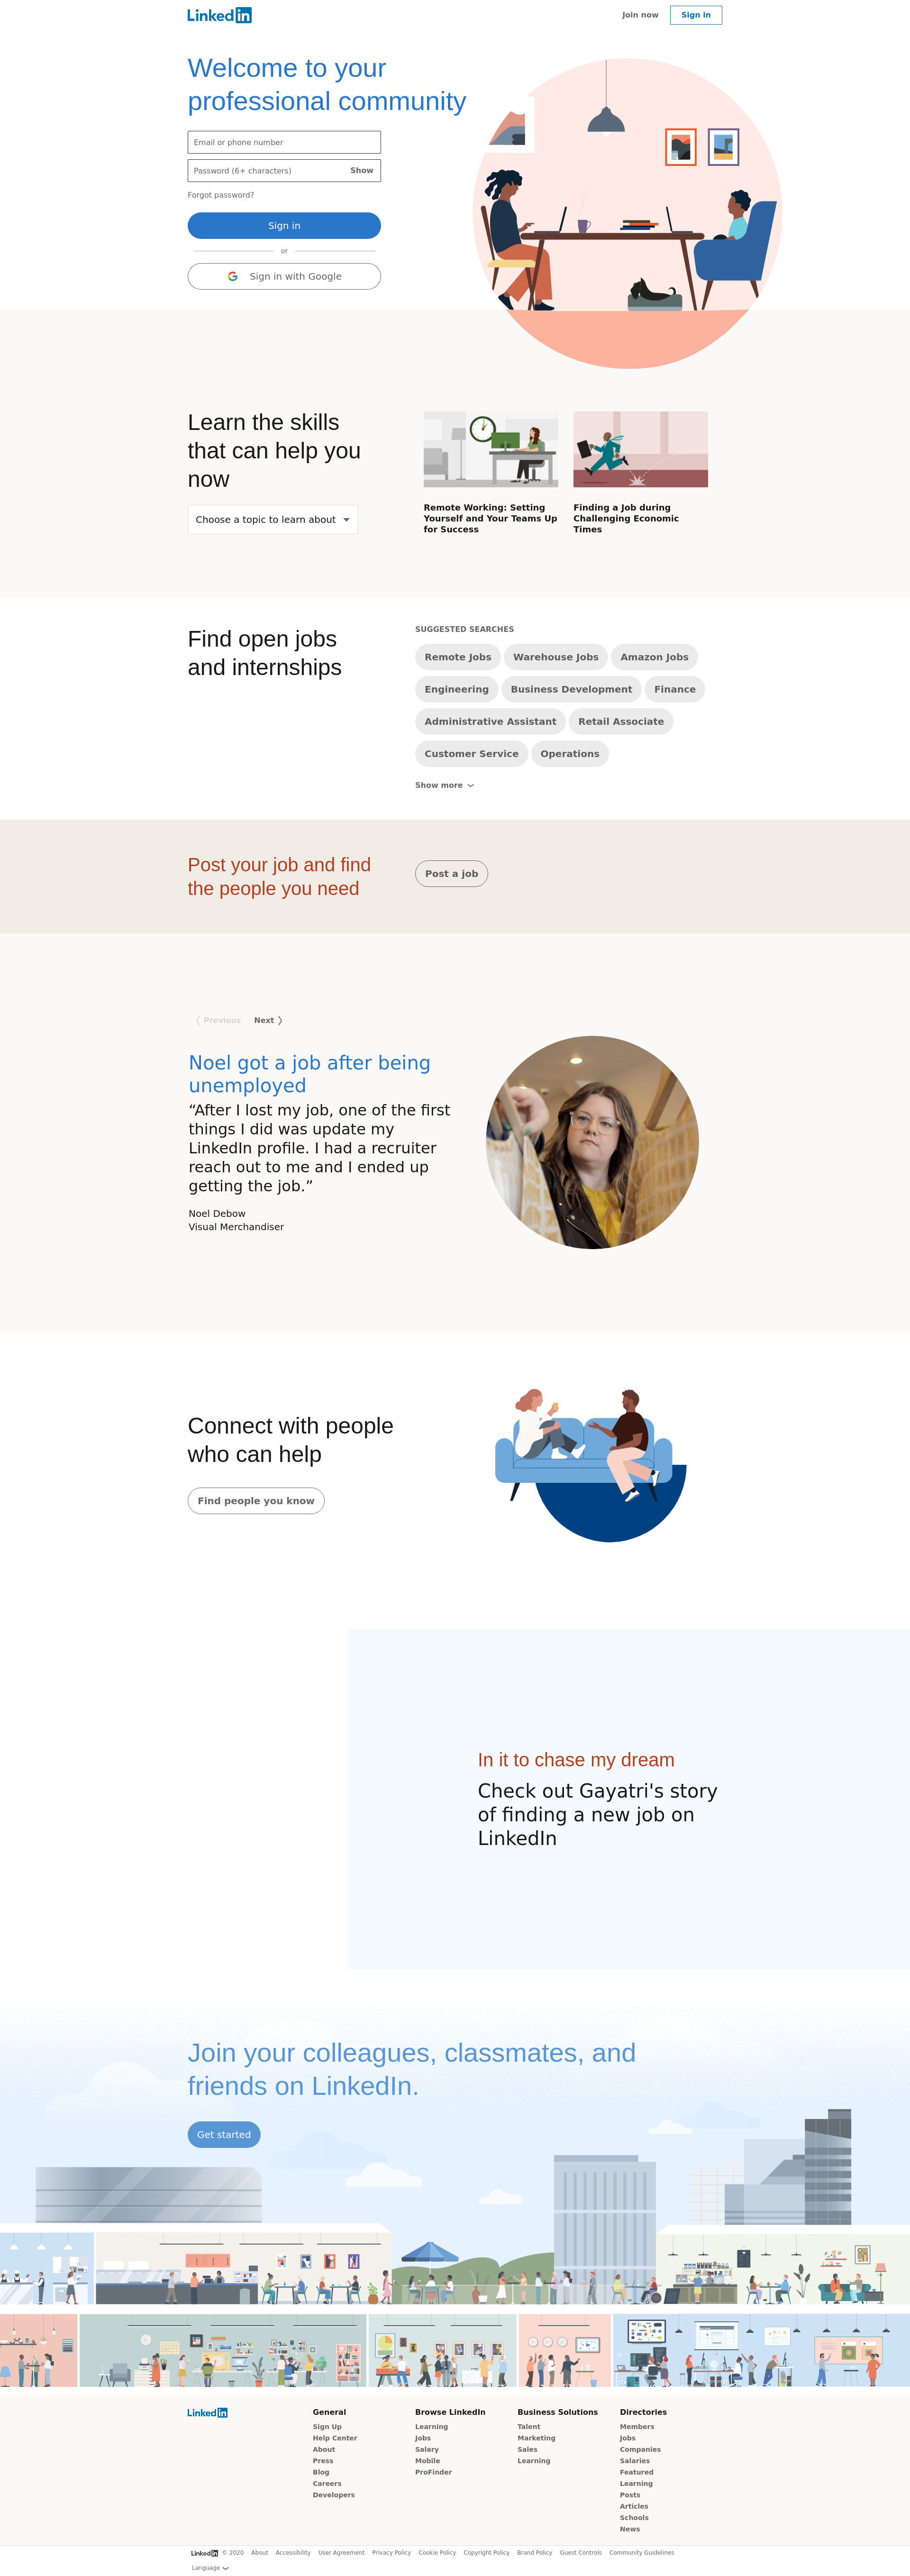 LinkedIn
Join now
Sign in
Welcome to your
professional community
Email or phone number
Password (6+ characters)
Show
Forgot password?
Sign in
or
Sign in with Google
Learn the skills
that can help you
now
Choose a topic to learn about
Remote Working: Setting
Yourself and Your Teams Up
for Success
Finding a Job during
Challenging Economic
Times
Find open jobs
and internships
SUGGESTED SEARCHES
Remote Jobs
Warehouse Jobs
Amazon Jobs
Engineering
Business Development
Finance
Administrative Assistant
Retail Associate
Customer Service
Operations
Show more
Post your job and find
the people you need
Post a job
Previous
Next
Noel got a job after being
unemployed
“After I lost my job, one of the first
things I did was update my
LinkedIn profile. I had a recruiter
reach out to me and I ended up
getting the job.”
Noel Debow
Visual Merchandiser
Connect with people
who can help
Find people you know
In it to chase my dream
Check out Gayatri's story
of finding a new job on
LinkedIn
Join your colleagues, classmates, and
friends on LinkedIn.
Get started
LinkedIn
General
Sign Up
Help Center
About
Press
Blog
Careers
Developers
Browse LinkedIn
Learning
Jobs
Salary
Mobile
ProFinder
Business Solutions
Talent
Marketing
Sales
Learning
Directories
Members
Jobs
Companies
Salaries
Featured
Learning
Posts
Articles
Schools
News
LinkedIn © 2020 About Accessibility User Agreement Privacy Policy Cookie Policy Copyright Policy Brand Policy Guest Controls Community Guidelines
Language